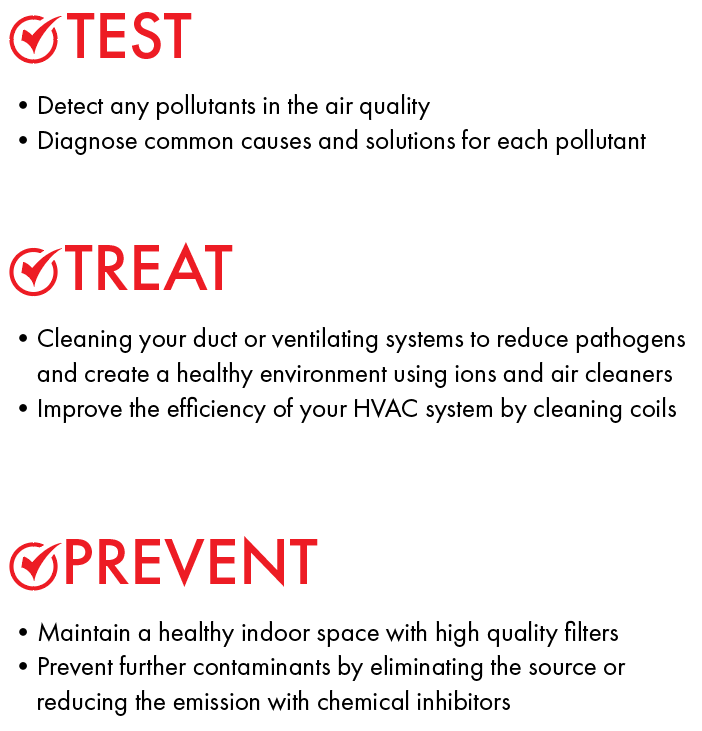 TEST
• Detect any pollutants in the air quality
• Diagnose common causes and solutions for each pollutant
TREAT
• Cleaning your duct or ventilating systems to reduce pathogens
and create a healthy environment using ions and air cleaners
• Improve the efficiency of your HVAC system by cleaning coils
PREVENT
• Maintain a healthy indoor space with high quality filters
• Prevent further contaminants by eliminating the source or
reducing the emission with chemical inhibitors